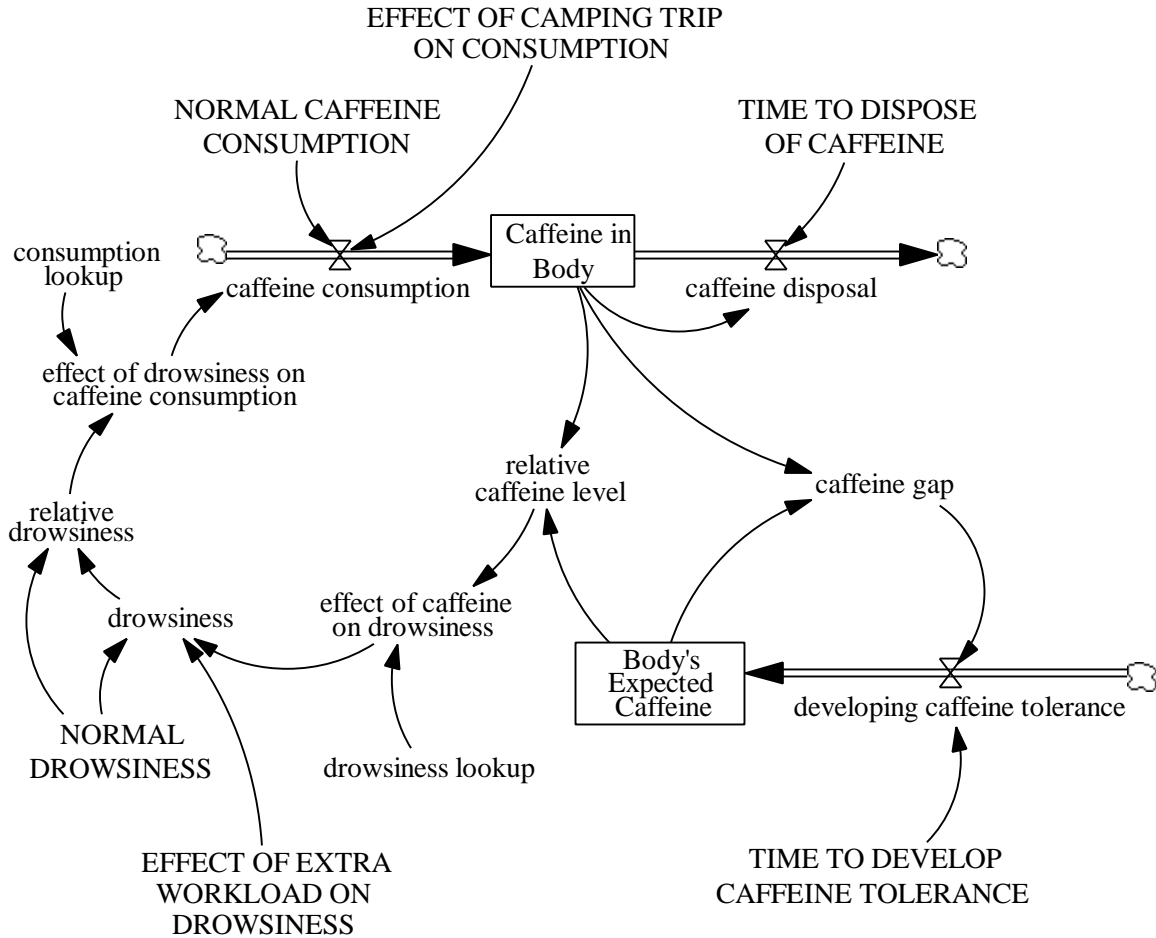 EFFECT OF CAMPING TRIP
ON CONSUMPTION
NORMAL CAFFEINE
CONSUMPTION
TIME TO DISPOSE
OF CAFFEINE
consumption
lookup
caffeine consumption
Caffeine in
Body
caffeine disposal
effect of drowsiness on
caffeine consumption
relative
caffeine level
caffeine gap
relative
drowsiness
drowsiness
effect of caffeine
on drowsiness
Body's
Expected
Caffeine
developing caffeine tolerance
NORMAL
DROWSINESS
drowsiness lookup
EFFECT OF EXTRA
WORKLOAD ON
DROWSINESS
TIME TO DEVELOP
CAFFEINE TOLERANCE